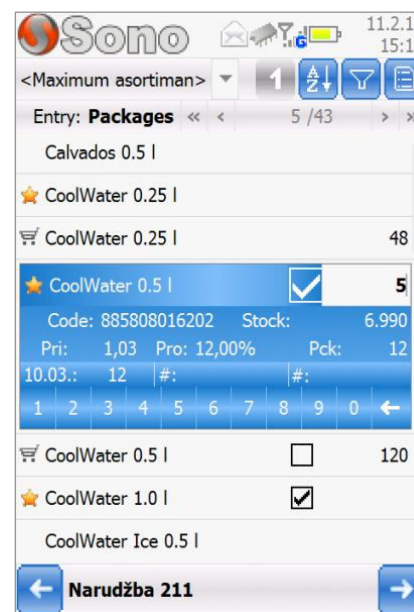 Sono 11.2.1
15:1
<Maximum asortiman> 1 A Z
Entry: Packages « < 5 /43 >
Calvados 0.5 l
CoolWater 0.25 l
CoolWater 0.25 l 48
CoolWater 0.5 l 5
Code: 885808016202 Stock: 6.990
Pri: 1,03 Pro: 12,00% Pck: 12
10.03.: 12 #: #:
1 2 3 4 5 6 7 8 9 0 ←
CoolWater 0.5 l 120
CoolWater 1.0 l
CoolWater Ice 0.5 l
← Narudžba 211 →